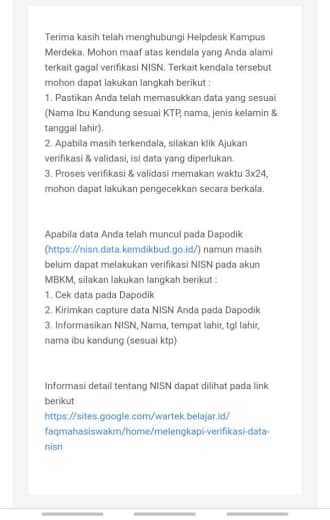 Terima kasih telah menghubungi Helpdesk Kampus
Merdeka. Mohon maaf atas kendala yang Anda alami
terkait gagal verifikasi NISN. Terkait kendala tersebut
mohon dapat lakukan langkah berikut :
1. Pastikan Anda telah memasukkan data yang sesuai
(Nama Ibu Kandung sesuai KTP, nama, jenis kelamin &
tanggal lahir).
2. Apabila masih terkendala, silakan klik Ajukan
verifikasi & validasi, isi data yang diperlukan.
3. Proses verifikasi & validasi memakan waktu 3x24,
mohon dapat lakukan pengecekkan secara berkala.
Apabila data Anda telah muncul pada Dapodik
(https://nisn.data.kemdikbud.go.id/) namun masih
belum dapat melakukan verifikasi NISN pada akun
MBKM, silakan lakukan langkah berikut :
1. Cek data pada Dapodik
2. Kirimkan capture data NISN Anda pada Dapodik
3. Informasikan NISN, Nama, tempat lahir, tgl lahir,
nama ibu kandung (sesuai ktp)
Informasi detail tentang NISN dapat dilihat pada link
berikut
https://sites.google.com/wartek.belajar.id/
faqmahasiswakm/home/melengkapi-verifikasi-data-
nisn